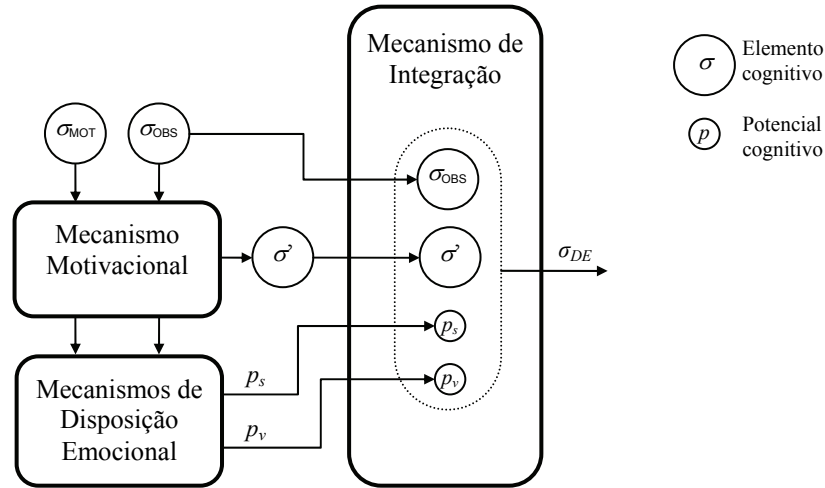 Mecanismo de
Integração
σ
Elemento
cognitivo
p
Potencial
cognitivo
σMOT
σOBS
σOBS
Mecanismo
Motivacional
σ’
σ’
σDE
ps
Mecanismos de
Disposição
Emocional
ps
pv
pv